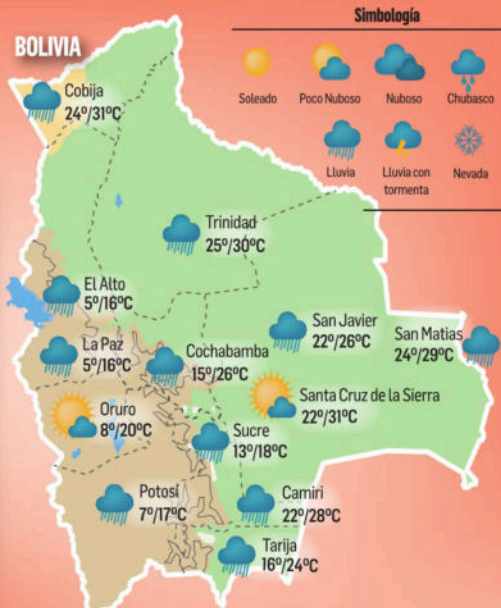 Simbología
BOLIVIA
Soleado
Poco Nuboso
Nuboso
Chubasco
Lluvia
Lluvia con
tormenta
Nevada
Cobija
24º/31ºC
Trinidad
25º/30ºC
El Alto
5º/16ºC
San Javier
22º/26ºC
San Matias
24º/29ºC
La Paz
5º/16ºC
Cochabamba
15º/26ºC
Oruro
8º/20ºC
Santa Cruz de la Sierra
22º/31ºC
Sucre
13º/18ºC
Potosí
7º/17ºC
Camiri
22º/28ºC
Tarija
16º/24ºC